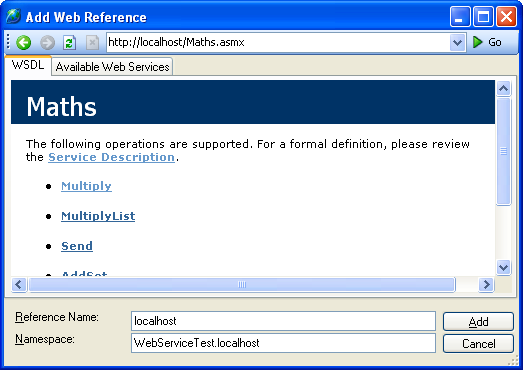 Add Web Reference
http://localhost/Maths.asmx Go
WSDL Available Web Services
Maths
The following operations are supported. For a formal definition, please review
the Service Description.
Multiply
MultiplyList
Send
AddSet
Reference Name: localhost Add
Namespace: WebServiceTest.localhost Cancel